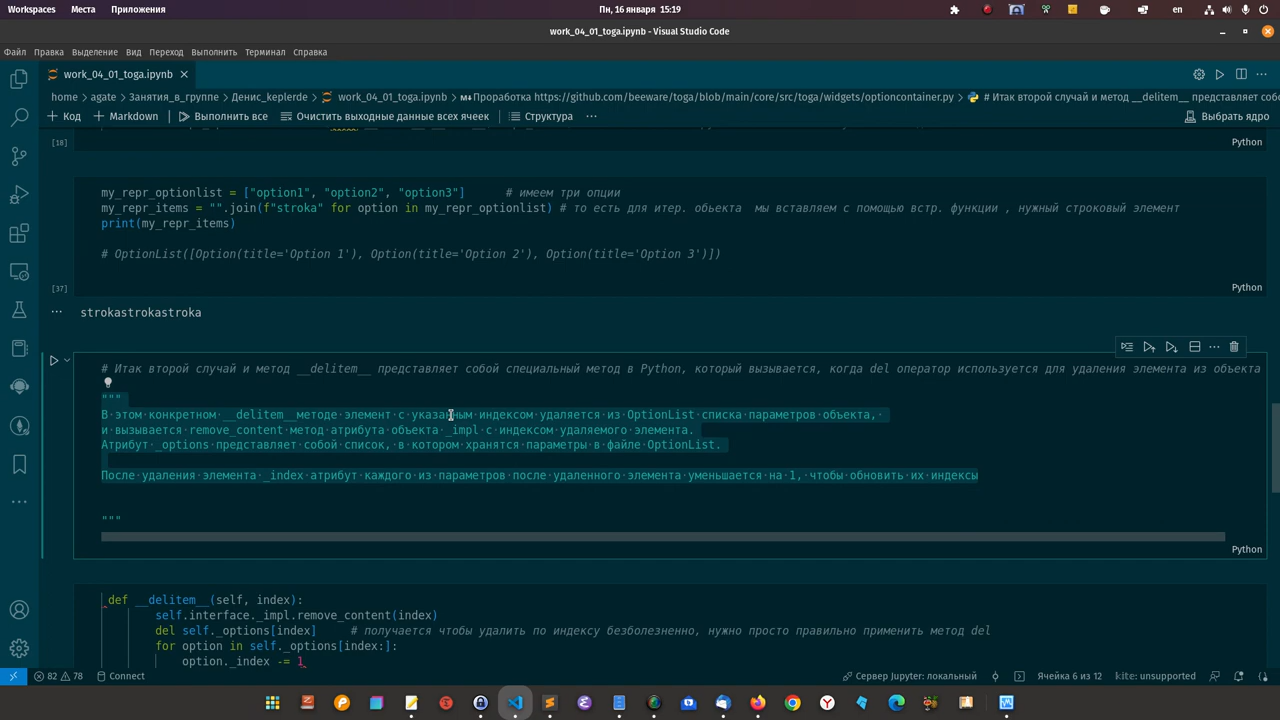 Workspaces Места Приложения Пн, 16 января 15:19 en
work_04_01_toga.ipynb - Visual Studio Code
Файл Правка Выделение Вид Переход Выполнить Терминал Справка
work_04_01_toga.ipynb
home > agate > Занятия_в_группе > Денис_keplerde > work_04_01_toga.ipynb > Проработка https://github.com/beeware/toga/blob/main/core/src/toga/widgets/optioncontainer.py > # Итак второй случай и метод __delitem__ представляет соб
+ Код + Markdown Выполнить все Очистить выходные данные всех ячеек Структура ... Выбрать ядро
[18] Python
my_repr_optionlist = ["option1", "option2", "option3"] # имеем три опции
my_repr_items = "".join(f"stroka" for option in my_repr_optionlist) # то есть для итер. обьекта мы вставляем с помощью встр. функции , нужный строковый элемент
print(my_repr_items)
# OptionList([Option(title='Option 1'), Option(title='Option 2'), Option(title='Option 3')])
[37] Python
... strokastrokastroka
# Итак второй случай и метод __delitem__ представляет собой специальный метод в Python, который вызывается, когда del оператор используется для удаления элемента из объекта
"""
В этом конкретном __delitem__методе элемент с указанным индексом удаляется из OptionList списка параметров объекта,
и вызывается remove_content метод атрибута объекта _impl с индексом удаляемого элемента.
Атрибут _options представляет собой список, в котором хранятся параметры в файле OptionList.
После удаления элемента _index атрибут каждого из параметров после удаленного элемента уменьшается на 1, чтобы обновить их индексы
"""
Python
def __delitem__(self, index):
self.interface._impl.remove_content(index)
del self._options[index] # получается чтобы удалить по индексу безболезненно, нужно просто правильно применить метод del
for option in self._options[index:]:
option._index -= 1
82 78 Connect Сервер Jupyter: локальный Ячейка 6 из 12 kite: unsupported